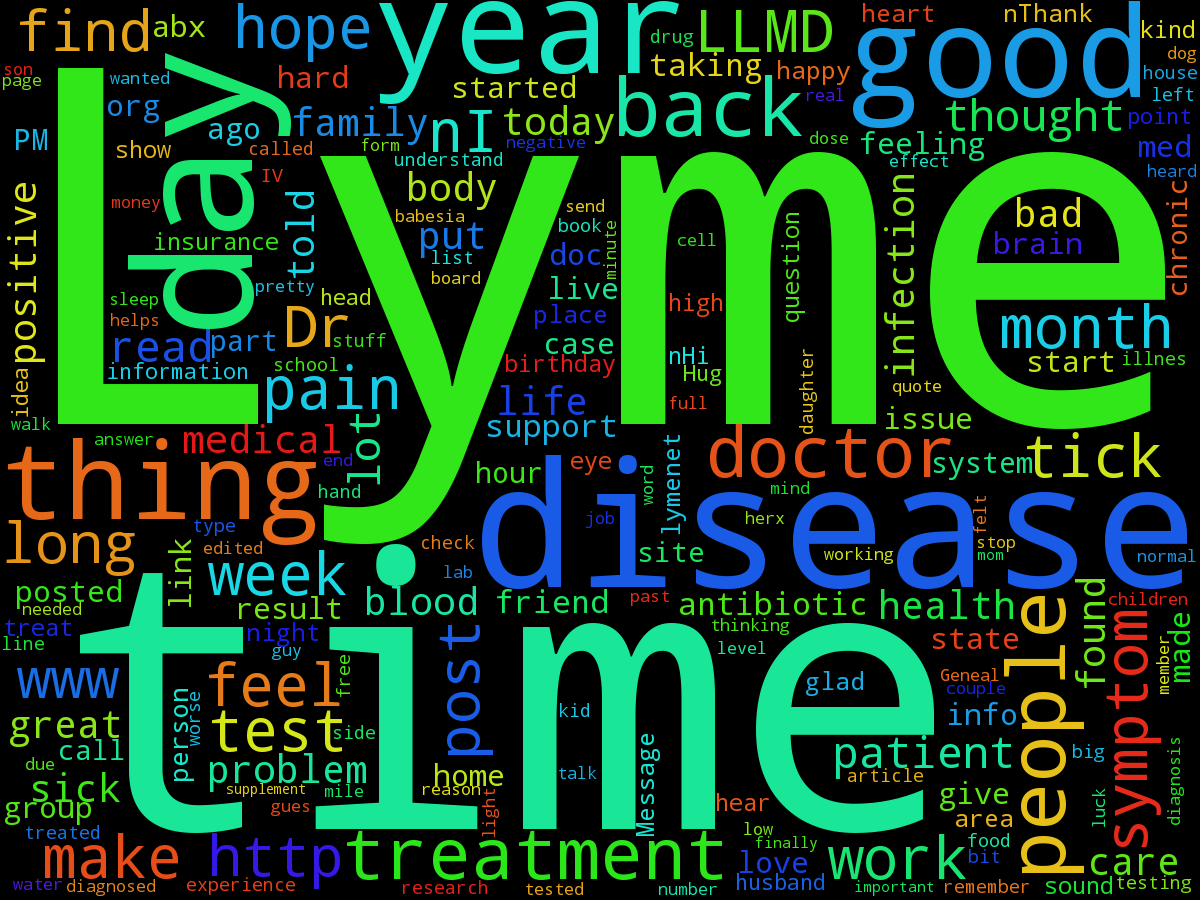 find
abx
hope
year
drug
LLMD
heart
nThank
good
kind
dog
son
page
wanted
hard
started
taking
happy
house
org
day
family
nI
today
back
real
left
thought
point
PM
ago
show
called
form
understand
negative
dose
feeling
effect
med
heard
IV
Lyme
money
told
body
babesia
send
book
minute
cell
question
infection
bad
brain
chronic
positive
insurance
put
list
doc
board
pretty
live
sleep
head
high
place
month
helps
Dr
stuff
case
read
part
nHi
start
illnes
information
school
birthday
Hug
idea
pain
life
full
daughter
quote
walk
support
issue
answer
medical
lot
thing
end
hour
eye
word
lymenet
doctor
system
tick
hand
disease
mind
long
type
job
herx
felt
edited
check
site
working
stop
mom
normal
link
week
lab
posted
needed
result
blood
friend
past
antibiotic
health
people
found
children
treat
line
night
guy
time
post
thinking
level
state
symptom
member
made
www
feel
free
glad
Geneal
couple
person
worse
test
side
kid
info
great
call
due
problem
home
talk
Message
patient
big
sick
supplement
mile
reason
article
luck
diagnosis
group
gues
light
hear
give
area
treated
low
finally
food
make
http
treatment
love
work
bit
care
water
diagnosed
experience
research
tested
number
husband
important
remember
sound
testing